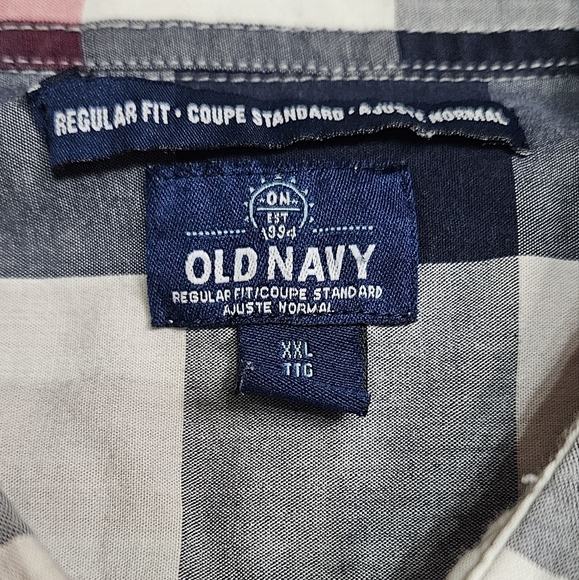 REGULAR FIT • COUPE STANDARD • AJUSTE NORMAL
ON
EST
1994
OLD NAVY
REGULAR FIT/COUPE STANDARD
AJUSTE NORMAL
XXL
TTG